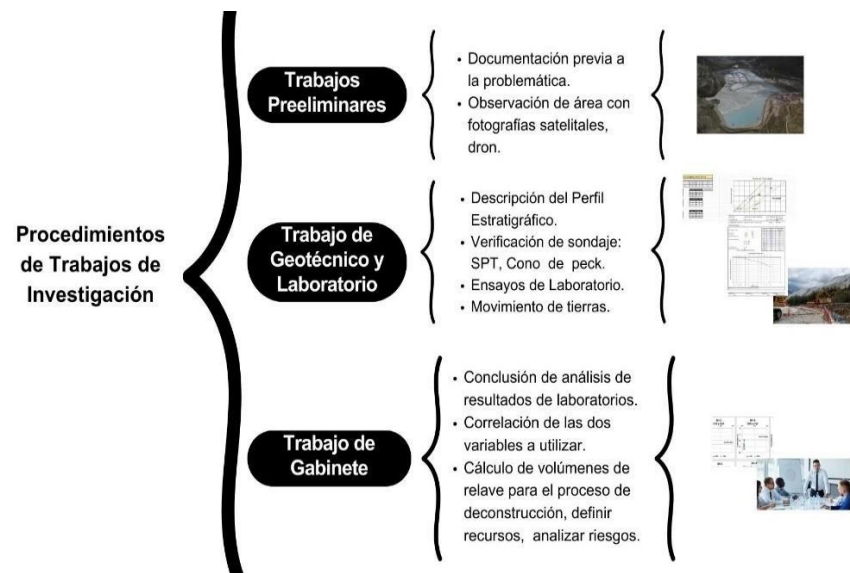 Procedimientos
de Trabajos de
Investigación
Trabajos
Preeliminares
• Documentación previa a
la problemática.
• Observación de área con
fotografías satelitales,
dron.
Trabajo de
Geotécnico y
Laboratorio
• Descripción del Perfil
Estratigráfico.
• Verificación de sondaje:
SPT, Cono de peck.
• Ensayos de Laboratorio.
• Movimiento de tierras.
Trabajo de
Gabinete
• Conclusión de análisis de
resultados de laboratorios.
• Correlación de las dos
variables a utilizar.
• Cálculo de volúmenes de
relave para el proceso de
deconstrucción, definir
recursos, analizar riesgos.